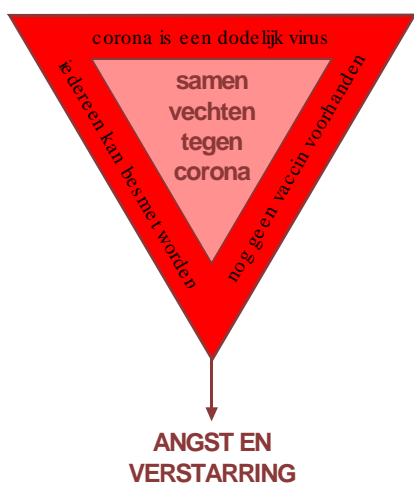 corona is een dodelijk virus
iedereen kan besmet worden
nog geen vaccin voorhanden
samen
vechten
tegen
corona
ANGST EN
VERSTARRING